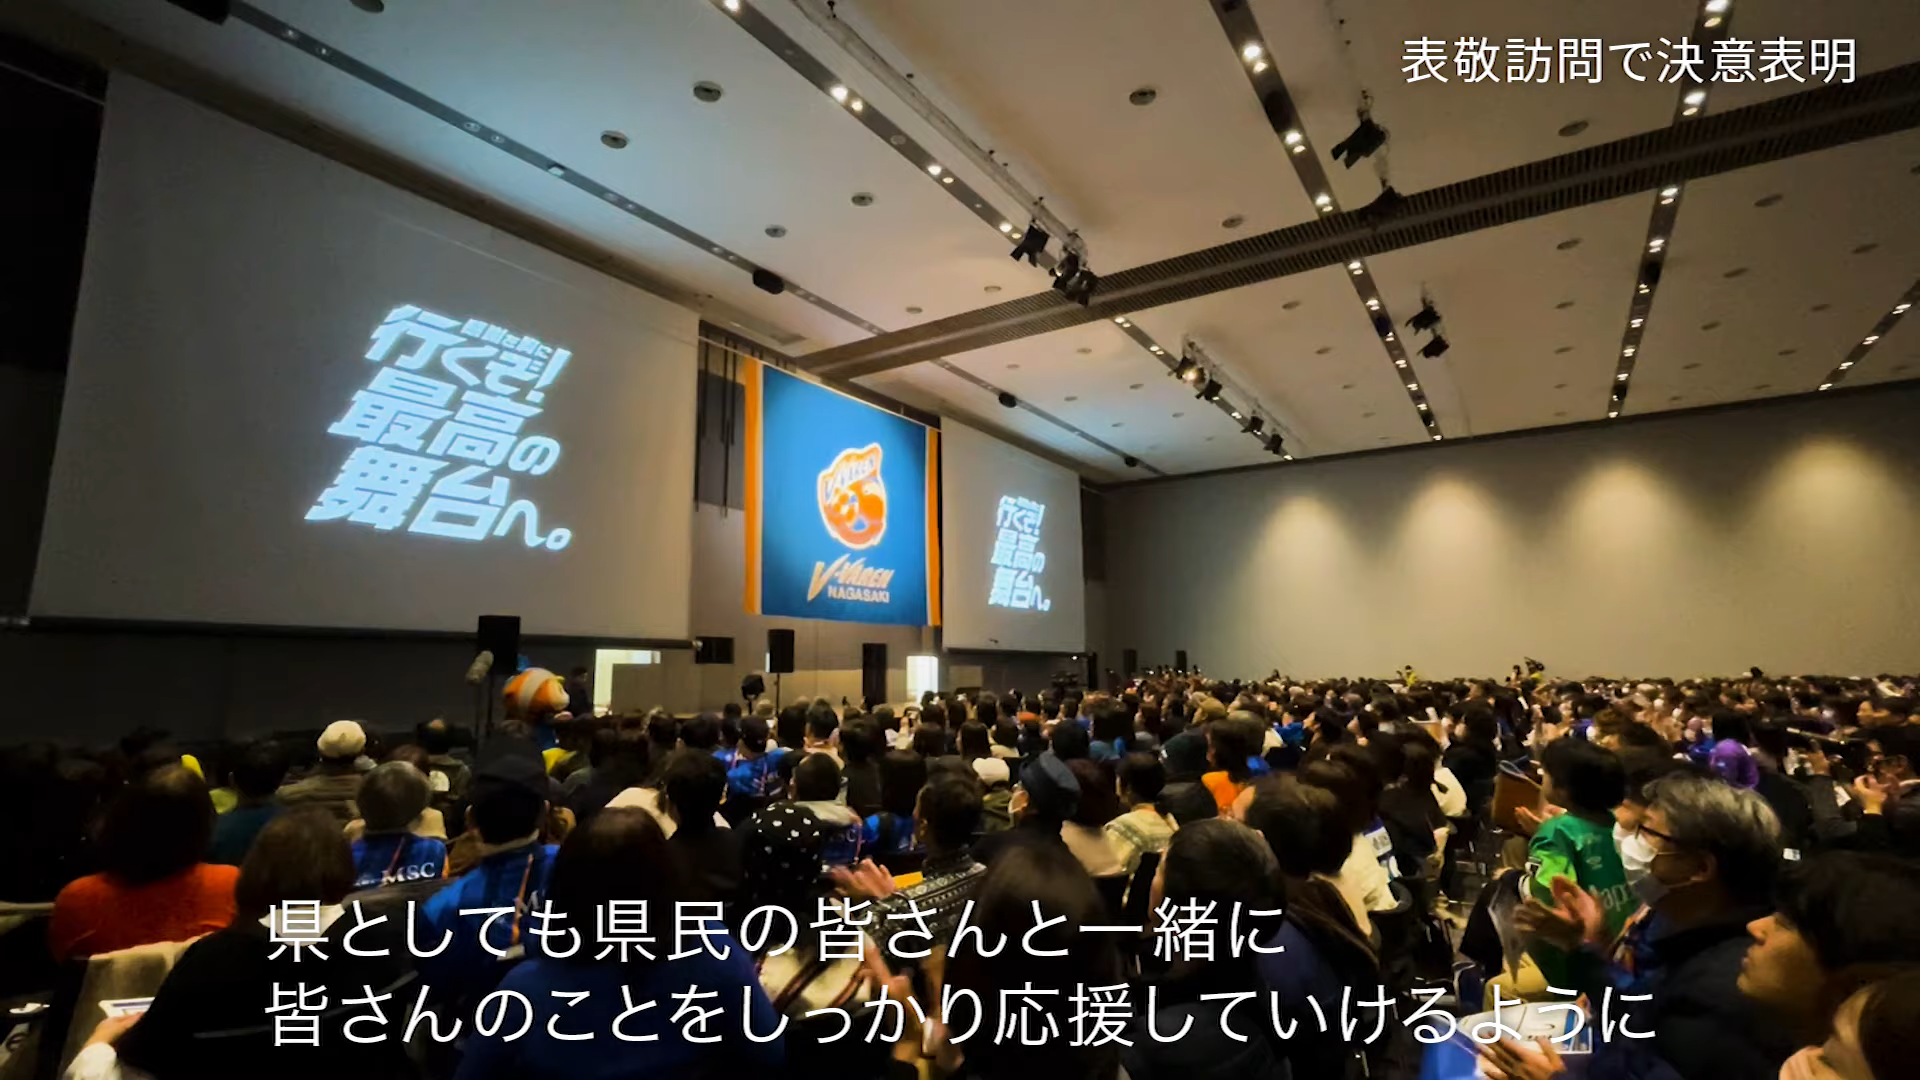 表敬訪問で決意表明
行くぞ!
最高の
舞台へ。
V-VAREN
V-VAREN
NAGASAKI
行くぞ!
最高の
舞台へ。
MSC
県としても県民の皆さんと一緒に
皆さんのことをしっかり応援していけるように